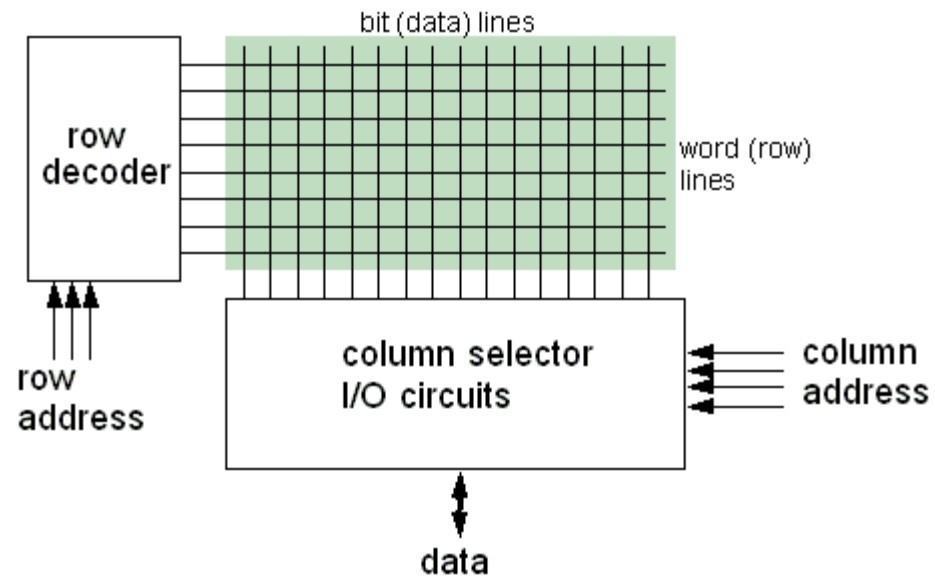 bit (data) lines
row
decoder
word (row)
lines
row
address
column selector
I/O circuits
column
address
data